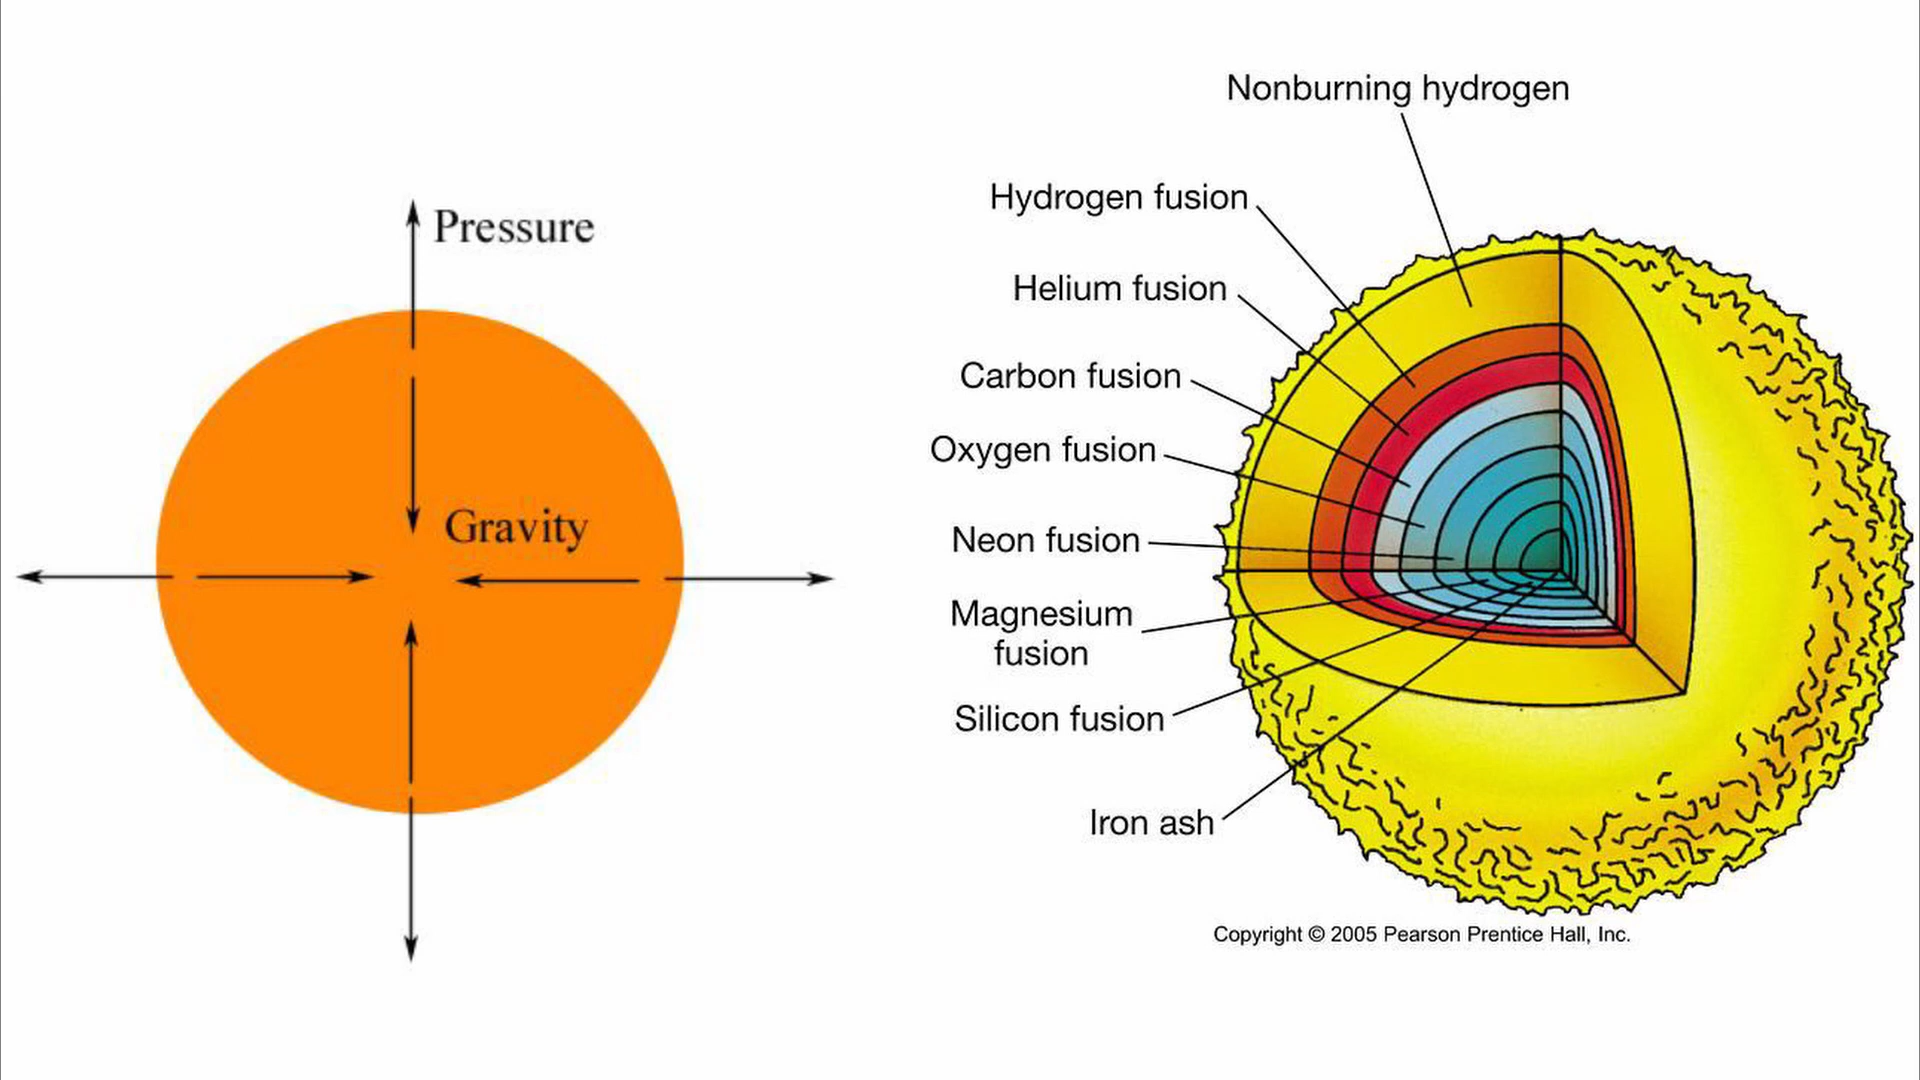 Pressure
Gravity
Nonburning hydrogen
Hydrogen fusion
Helium fusion
Carbon fusion
Oxygen fusion
Neon fusion
Magnesium
fusion
Silicon fusion
Iron ash
Copyright © 2005 Pearson Prentice Hall, Inc.